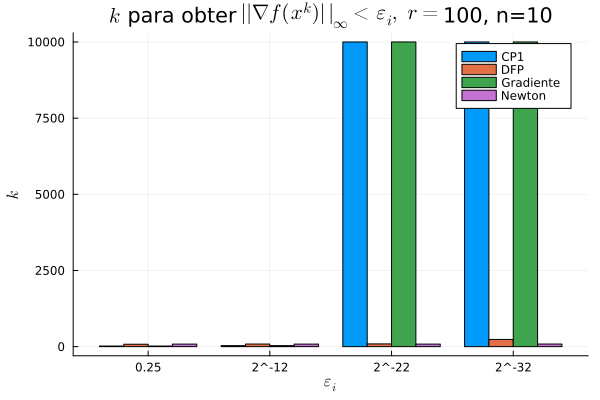 k para obter ||∇f(x^k)||_∞ < ε_i, r = 100, n=10
10000
7500
5000
2500
0
k
CP1
DFP
Gradiente
Newton
0.25 2^-12 2^-22 2^-32
ε_i